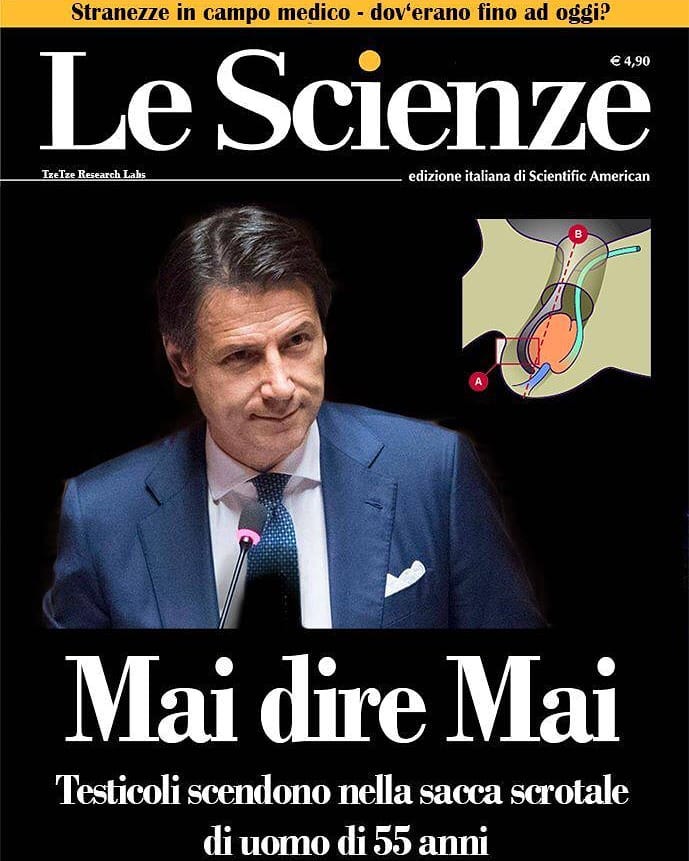 Stranezze in campo medico - dov'erano fino ad oggi?
€ 4,90
Le Scienze
TzeTze Research Labs
edizione italiana di Scientific American
B
A
Mai dire Mai
Testicoli scendono nella sacca scrotale
di uomo di 55 anni